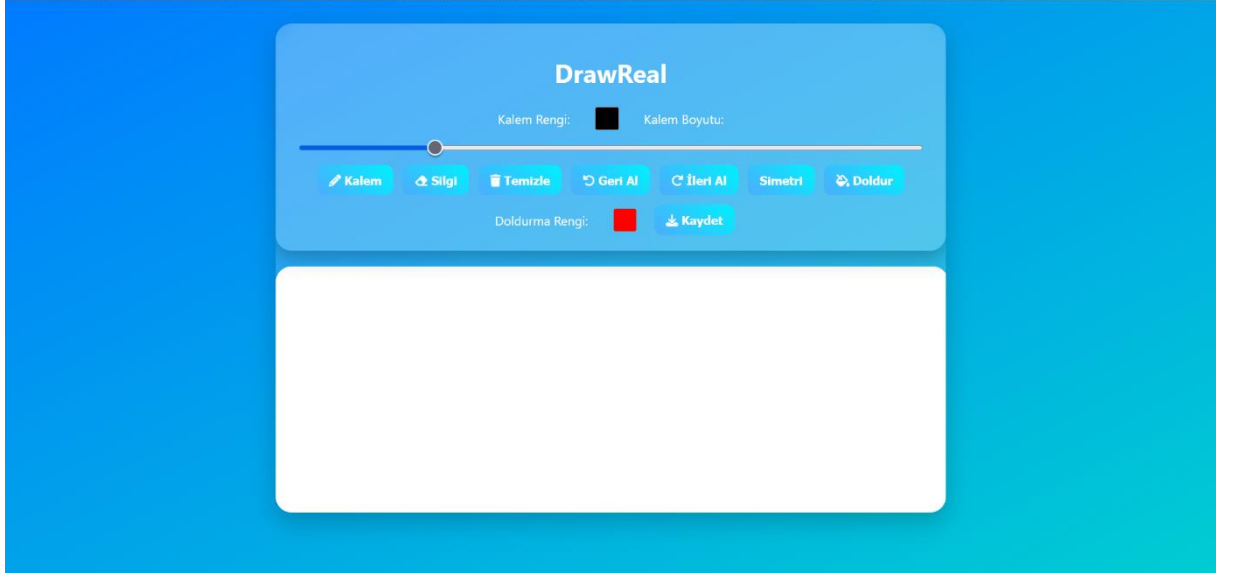 DrawReal
Kalem Rengi: Kalem Boyutu:
Kalem Silgi Temizle Geri Al İleri Al Simetri Doldur
Doldurma Rengi: Kaydet